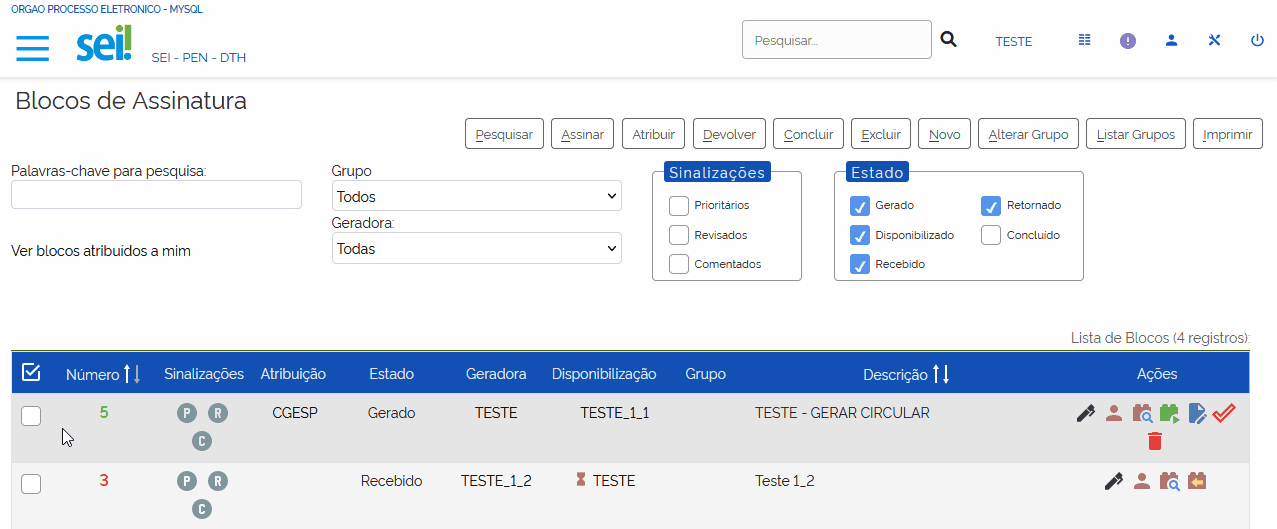 ORGAO PROCESSO ELETRONICO - MYSQL
sei!
SEI - PEN - DTH
Pesquisar...
TESTE
Blocos de Assinatura
Pesquisar
Assinar
Atribuir
Devolver
Concluir
Excluir
Novo
Alterar Grupo
Listar Grupos
Imprimir
Palavras-chave para pesquisa:
Ver blocos atribuídos a mim
Grupo
Todos
Geradora:
Todas
Sinalizações
Prioritários
Revisados
Comentados
Estado
Gerado
Retornado
Disponibilizado
Concluído
Recebido
Lista de Blocos (4 registros):
Número Sinalizações Atribuição Estado Geradora Disponibilização Grupo Descrição Ações
5 P R CGESP Gerado TESTE TESTE_1_1 TESTE - GERAR CIRCULAR
C
3 P R Recebido TESTE_1_2 TESTE Teste 1_2
C